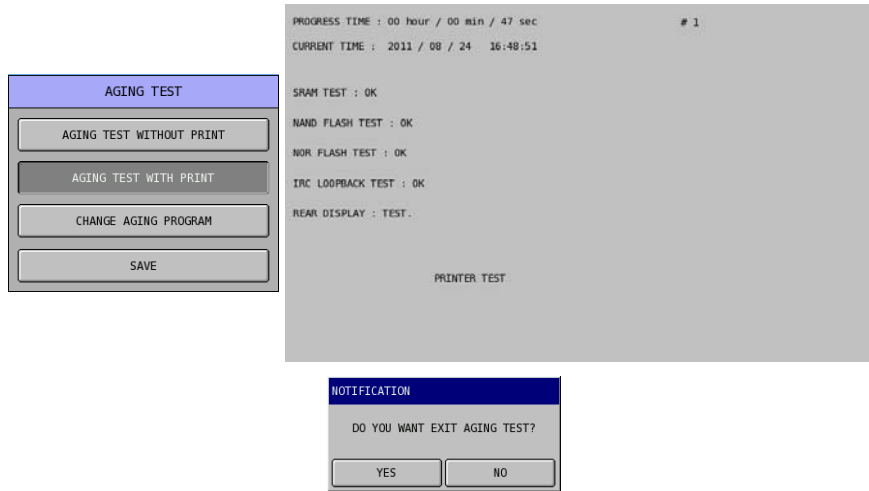 AGING TEST
AGING TEST WITHOUT PRINT
AGING TEST WITH PRINT
CHANGE AGING PROGRAM
SAVE
PROGRESS TIME : 00 hour / 00 min / 47 sec # 1
CURRENT TIME : 2011 / 08 / 24 16:48:51
SRAM TEST : OK
NAND FLASH TEST : OK
NOR FLASH TEST : OK
IRC LOOPBACK TEST : OK
REAR DISPLAY : TEST.
PRINTER TEST
NOTIFICATION
DO YOU WANT EXIT AGING TEST?
YES NO